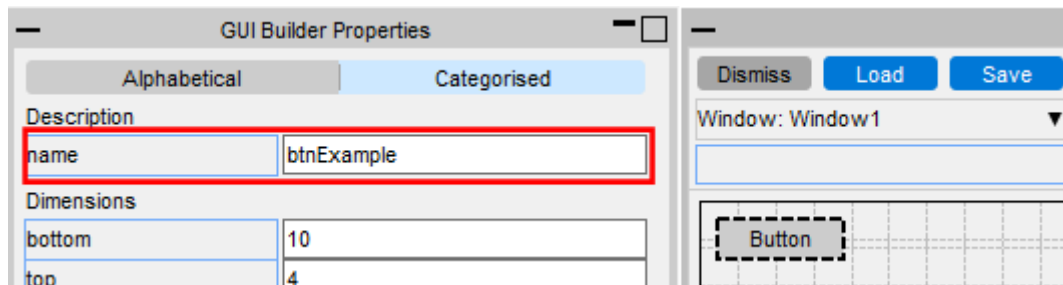 GUI Builder Properties
Alphabetical Categorised
Description
name btnExample
Dimensions
bottom 10
top 4
Dismiss Load Save
Window: Window1
Button